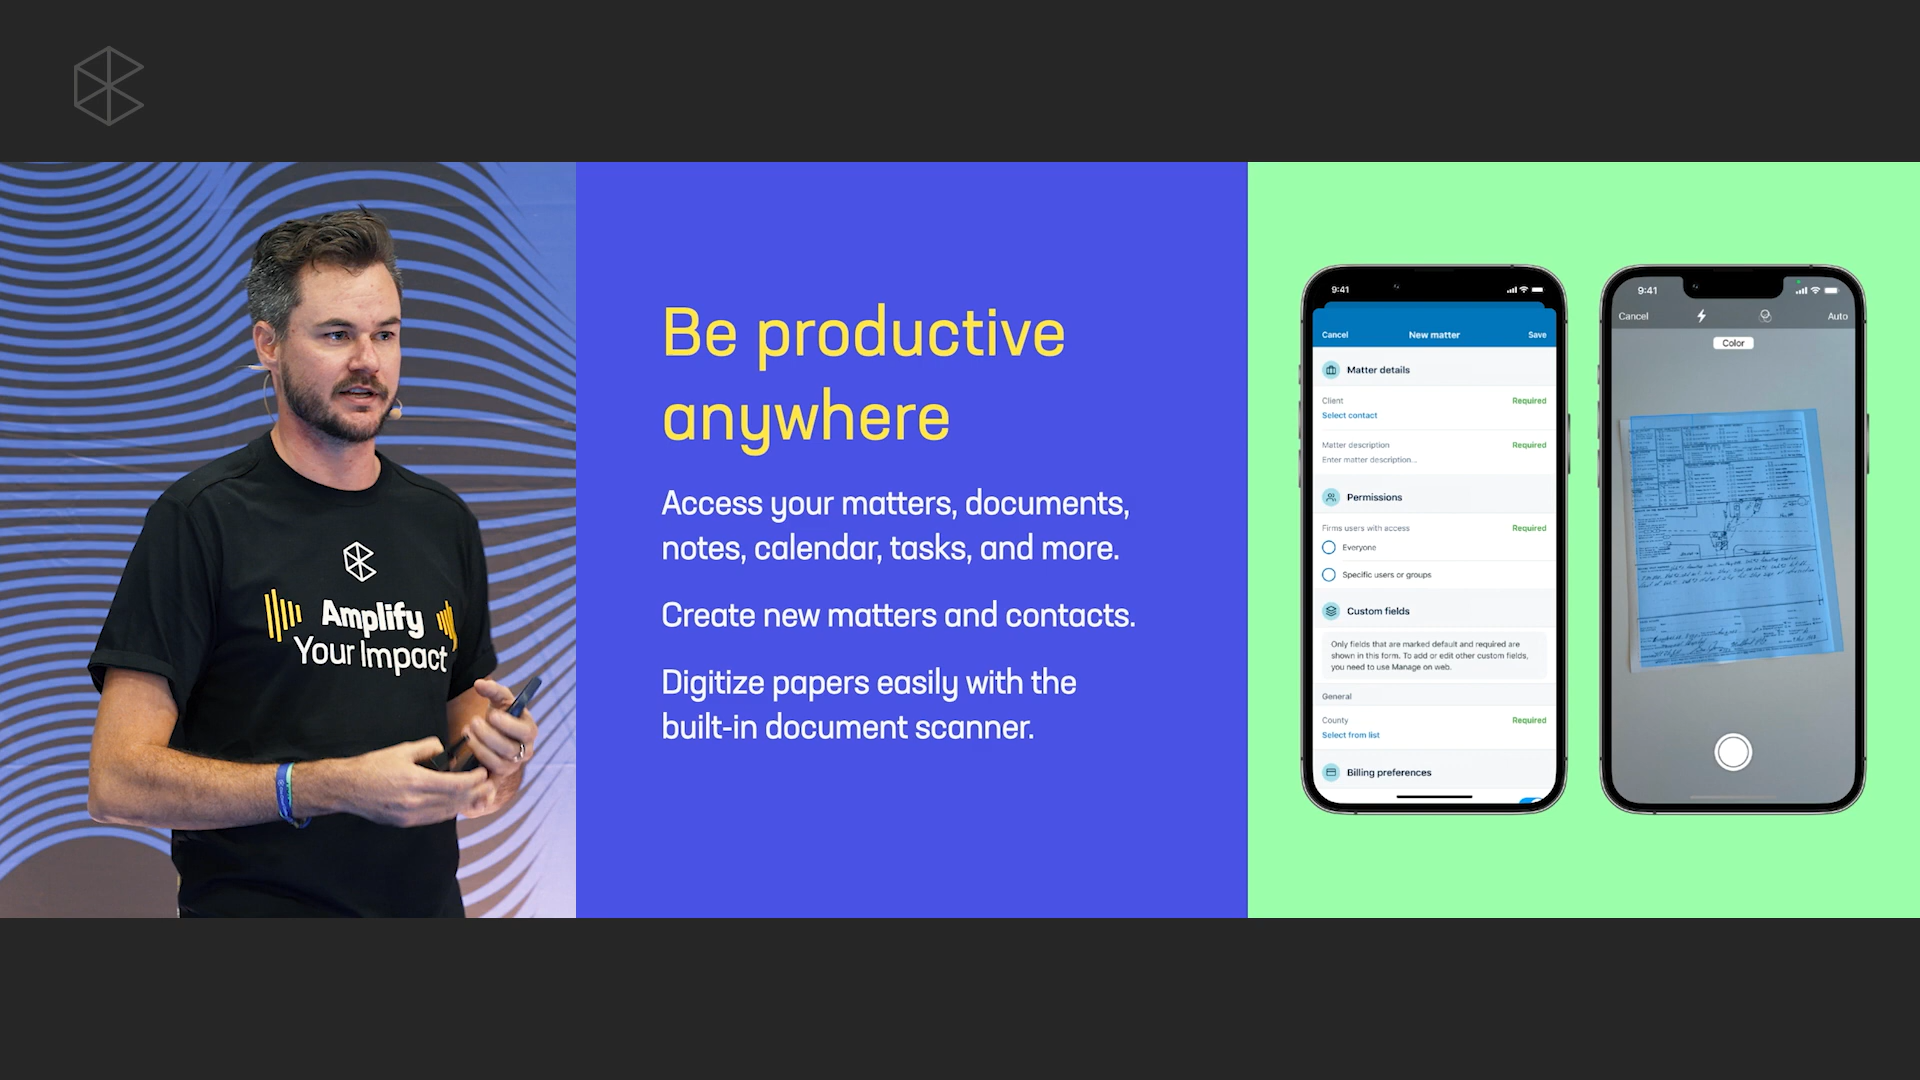 Amplify
Your Impact
Be productive
anywhere
Access your matters, documents,
notes, calendar, tasks, and more.
Create new matters and contacts.
Digitize papers easily with the
built-in document scanner.
9:41
Cancel
New matter
Save
Matter details
Client
Required
Select contact
Matter description
Required
Enter matter description...
Permissions
Firms users with access
Required
Everyone
Specific users or groups
Custom fields
Only fields that are marked default and required are
shown in this form. To add or edit other custom fields,
you need to use Manage on web.
General
County
Required
Select from list
Billing preferences
9:41
Cancel
Auto
Color